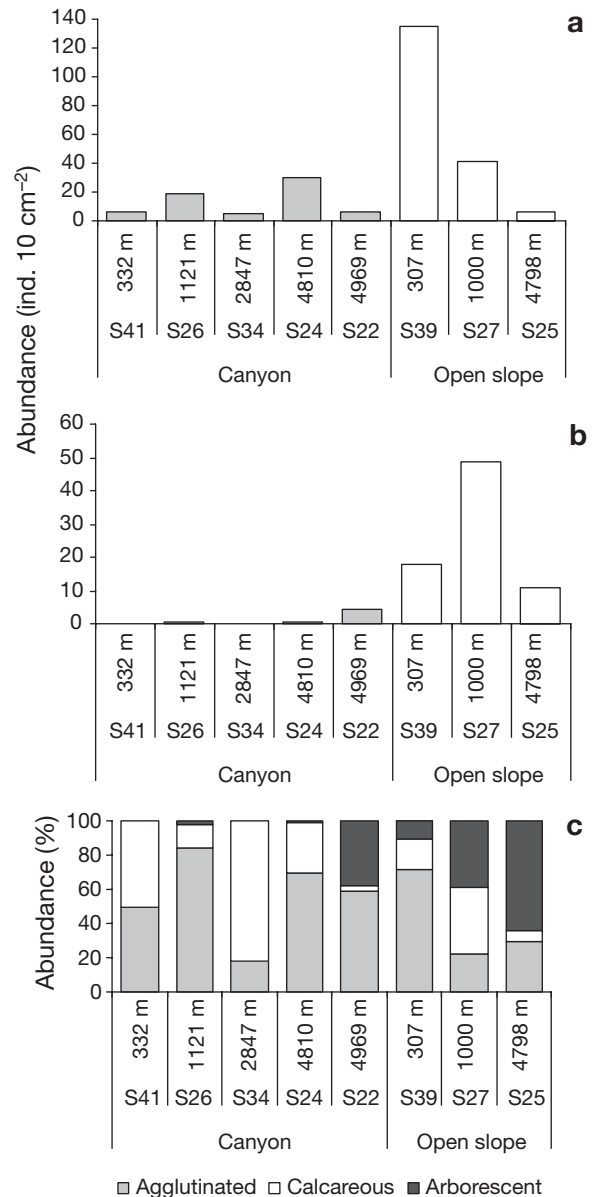 a
Abundance (ind. 10 cm⁻²)
140
120
100
80
60
40
20
0
332 m 1121 m 2847 m 4810 m 4969 m 307 m 1000 m 4798 m
S41 S26 S34 S24 S22 S39 S27 S25
Canyon Open slope
b
60
50
40
30
20
10
0
332 m 1121 m 2847 m 4810 m 4969 m 307 m 1000 m 4798 m
S41 S26 S34 S24 S22 S39 S27 S25
Canyon Open slope
c
Abundance (%)
100
80
60
40
20
0
332 m 1121 m 2847 m 4810 m 4969 m 307 m 1000 m 4798 m
S41 S26 S34 S24 S22 S39 S27 S25
Canyon Open slope
Agglutinated Calcareous Arborescent